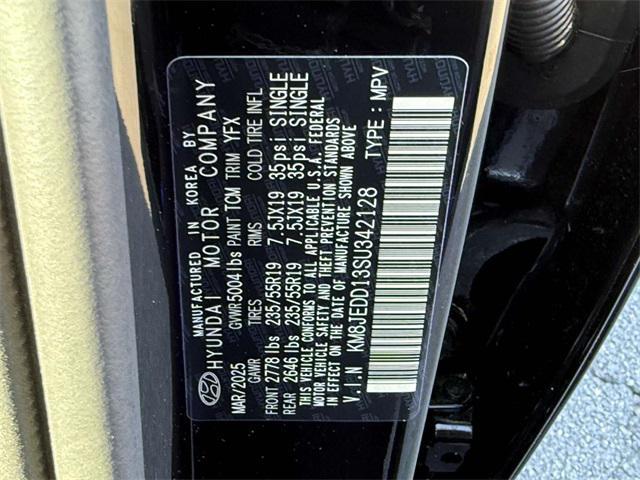 MANUFACTURED IN KOREA BY
HYUNDAI MOTOR COMPANY
MAR/2025 GVWR 5004 lbs PAINT TCM TRIM YFX
GAWR TIRES RIMS COLD TIRE INFL
FRONT 2778 lbs 235/55R19 7.5JX19 35psi SINGLE
REAR 2646 lbs 235/55R19 7.5JX19 35psi SINGLE
THIS VEHICLE CONFORMS TO ALL APPLICABLE U.S.A. FEDERAL
MOTOR VEHICLE SAFETY AND THEFT PREVENTION STANDARDS
IN EFFECT ON THE DATE OF MANUFACTURE SHOWN ABOVE
V.I.N KM8JEDD13SU342128 TYPE : MPV